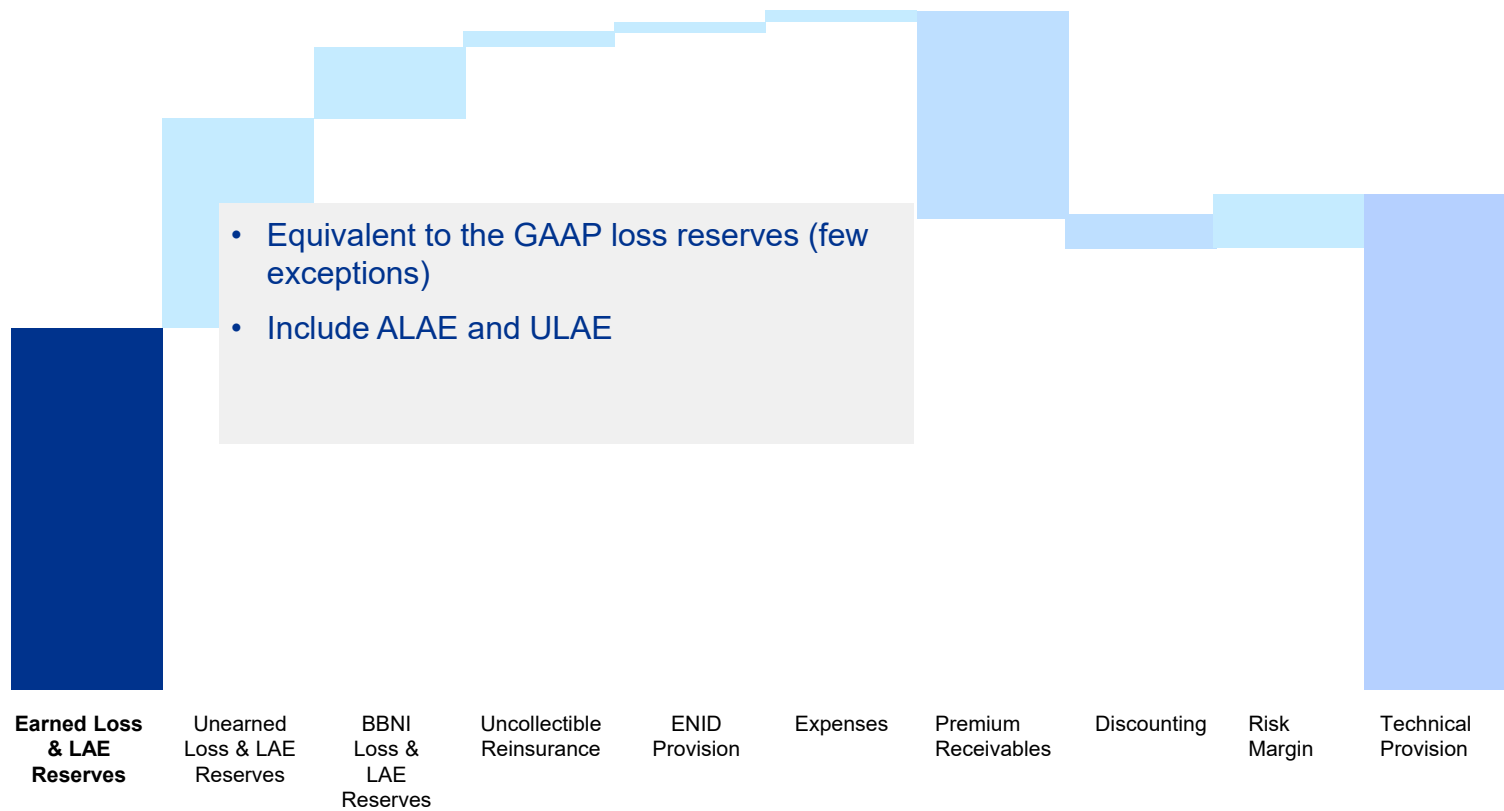 • Equivalent to the GAAP loss reserves (few
exceptions)
• Include ALAE and ULAE
Earned Loss
& LAE
Reserves
Unearned
Loss & LAE
Reserves
BBNI
Loss &
LAE
Reserves
Uncollectible
Reinsurance
ENID
Provision
Expenses
Premium
Receivables
Discounting
Risk
Margin
Technical
Provision